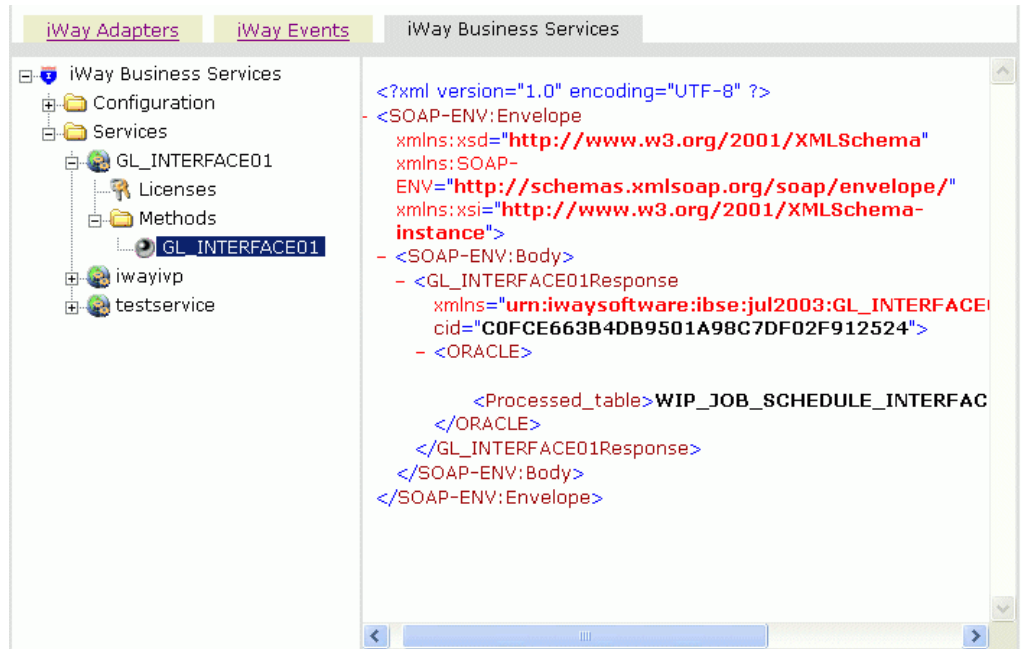 iWay Adapters
iWay Events
iWay Business Services
iWay Business Services
Configuration
Services
GL_INTERFACE01
Licenses
Methods
GL_INTERFACE01
iwayivp
testservice
<?xml version="1.0" encoding="UTF-8" ?>
- <SOAP-ENV:Envelope
xmlns:xsd="http://www.w3.org/2001/XMLSchema"
xmlns:SOAP-
ENV="http://schemas.xmlsoap.org/soap/envelope/"
xmlns:xsi="http://www.w3.org/2001/XMLSchema-
instance">
- <SOAP-ENV:Body>
- <GL_INTERFACE01Response
xmlns="urn:iwaysoftware:ibse:jul2003:GL_INTERFACE
cid="C0FCE663B4DB9501A98C7DF02F912524">
- <ORACLE>
<Processed_table>WIP_JOB_SCHEDULE_INTERFAC
</ORACLE>
</GL_INTERFACE01Response>
</SOAP-ENV:Body>
</SOAP-ENV:Envelope>